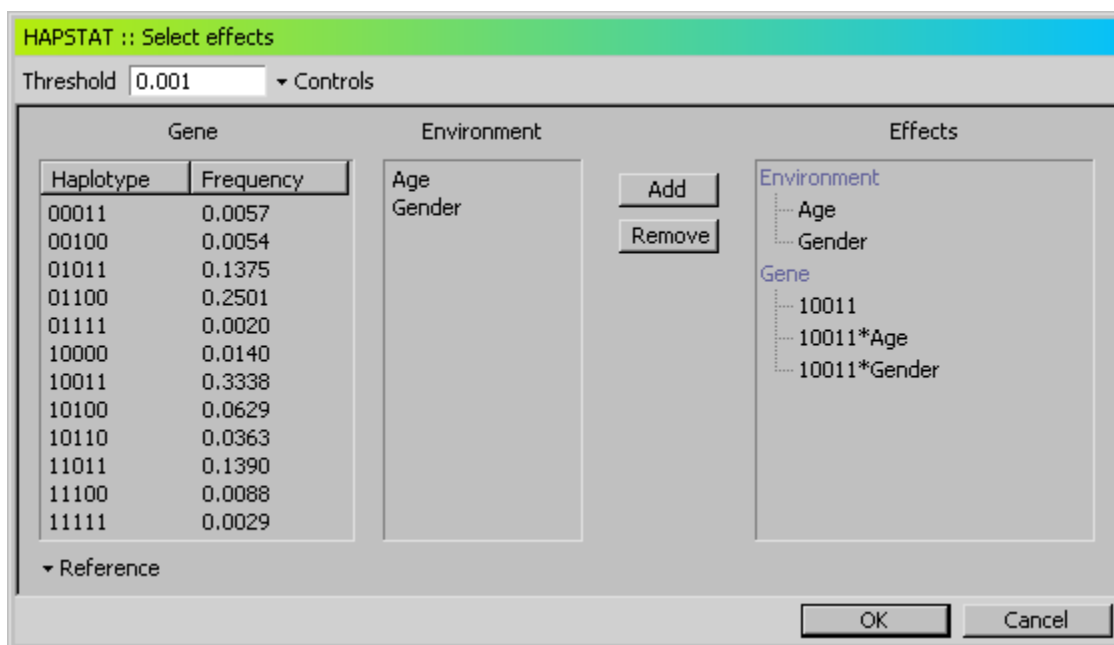 HAPSTAT :: Select effects
Threshold 0.001 Controls
Gene Environment Effects
Haplotype Frequency
00011 0.0057
00100 0.0054
01011 0.1375
01100 0.2501
01111 0.0020
10000 0.0140
10011 0.3338
10100 0.0629
10110 0.0363
11011 0.1390
11100 0.0088
11111 0.0029
Reference
Age
Gender
Add
Remove
Environment
Age
Gender
Gene
10011
10011*Age
10011*Gender
OK Cancel